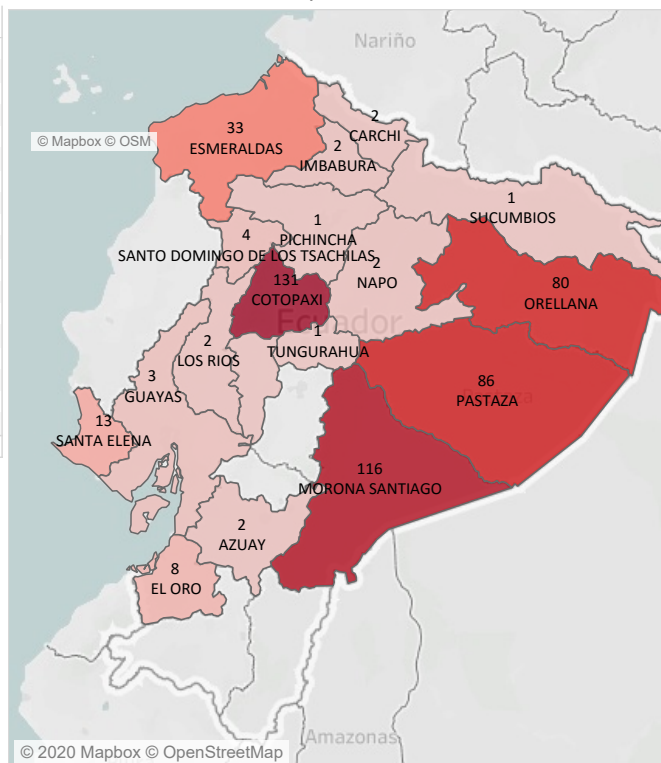 Nariño
2
CARCHI
33
ESMERALDAS
© Mapbox © OSM
2
IMBABURA
1
SUCUMBIOS
1
PICHINCHA
4
SANTO DOMINGO DE LOS TSACHILAS
2
NAPO
80
ORELLANA
131
COTOPAXI
Ecuador
1
TUNGURAHUA
2
LOS RIOS
3
GUAYAS
86
PASTAZA
13
SANTA ELENA
116
MORONA SANTIAGO
2
AZUAY
8
EL ORO
Amazonas
© 2020 Mapbox © OpenStreetMap